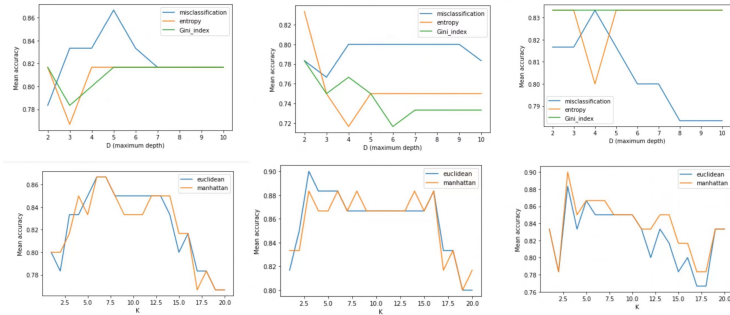 misclassification
entropy
Gini_index
Mean accuracy
0.86
0.84
0.82
0.80
0.78
2 3 4 5 6 7 8 9 10
D (maximum depth)
misclassification
entropy
Gini_index
Mean accuracy
0.82
0.80
0.78
0.76
0.74
0.72
2 3 4 5 6 7 8 9 10
D (maximum depth)
Mean accuracy
0.83
0.82
0.81
0.80
0.79
misclassification
entropy
Gini_index
2 3 4 5 6 7 8 9 10
D (maximum depth)
euclidean
manhattan
Mean accuracy
0.86
0.84
0.82
0.80
0.78
2.5 5.0 7.5 10.0 12.5 15.0 17.5 20.0
K
euclidean
manhattan
Mean accuracy
0.90
0.88
0.86
0.84
0.82
0.80
2.5 5.0 7.5 10.0 12.5 15.0 17.5 20.0
K
euclidean
manhattan
Mean accuracy
0.90
0.88
0.86
0.84
0.82
0.80
0.78
0.76
2.5 5.0 7.5 10.0 12.5 15.0 17.5 20.0
K